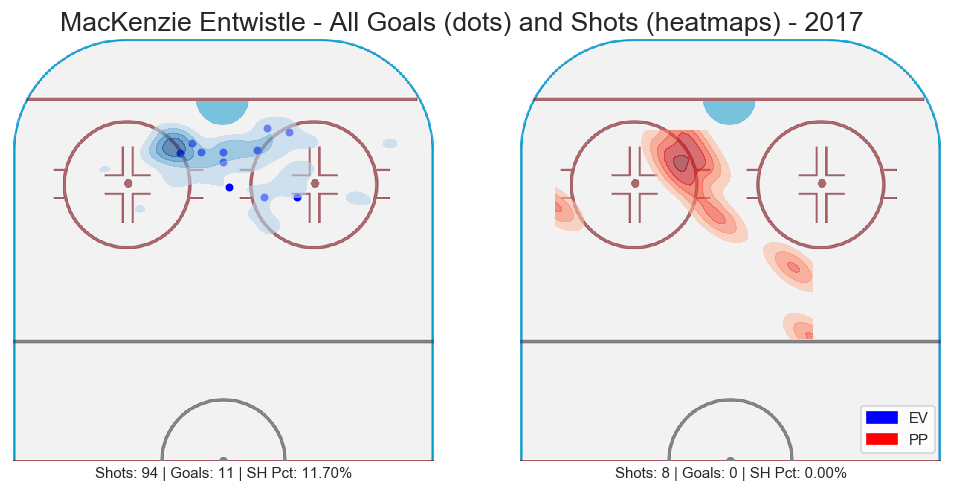 MacKenzie Entwistle - All Goals (dots) and Shots (heatmaps) - 2017
EV
PP
Shots: 94 | Goals: 11 | SH Pct: 11.70%
Shots: 8 | Goals: 0 | SH Pct: 0.00%